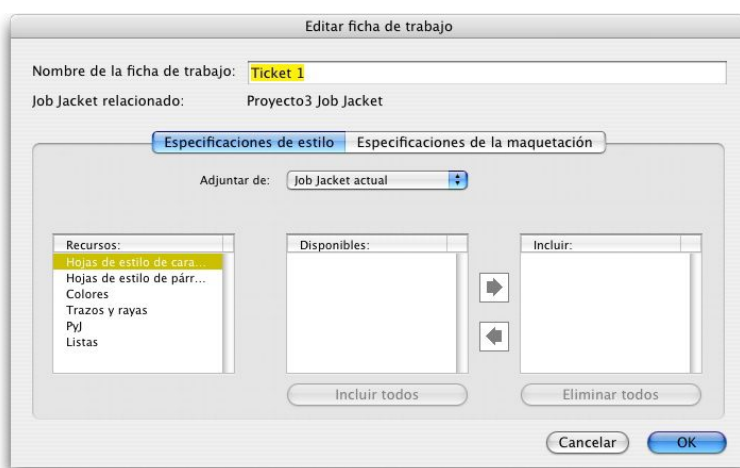 Editar ficha de trabajo
Nombre de la ficha de trabajo: Ticket 1
Job Jacket relacionado: Proyecto3 Job Jacket
Especificaciones de estilo Especificaciones de la maquetación
Adjuntar de: Job Jacket actual
Recursos: Disponibles: Incluir:
Hojas de estilo de cara...
Hojas de estilo de párr...
Colores
Trazos y rayas
PyJ
Listas
Incluir todos Eliminar todos
Cancelar OK